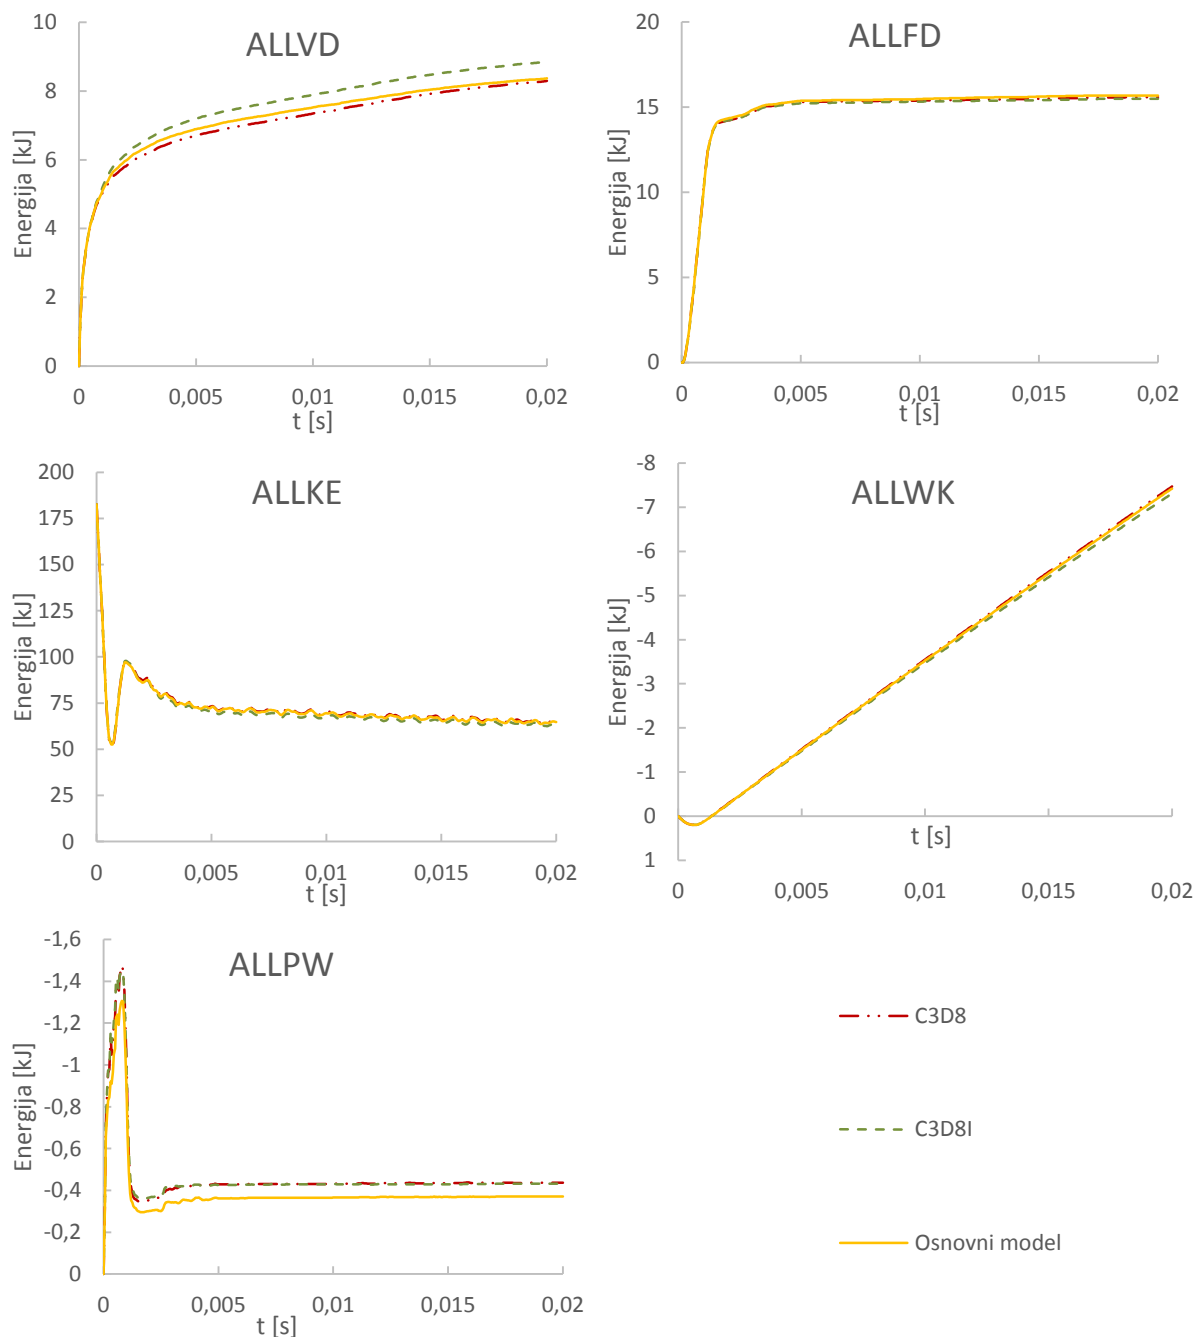 ALLVD
Energija [kJ]
10
8
6
4
2
0
0 0,005 0,01 0,015 0,02
t [s]
ALLFD
Energija [kJ]
20
15
10
5
0
0 0,005 0,01 0,015 0,02
t [s]
ALLKE
Energija [kJ]
200
175
150
125
100
75
50
25
0
0 0,005 0,01 0,015 0,02
t [s]
ALLWK
Energija [kJ]
-8
-7
-6
-5
-4
-3
-2
-1
0
1
t [s]
0 0,005 0,01 0,015 0,02
ALLPW
Energija [kJ]
-1,6
-1,4
-1,2
-1
-0,8
-0,6
-0,4
-0,2
0
0 0,005 0,01 0,015 0,02
t [s]
C3D8
C3D8I
Osnovni model